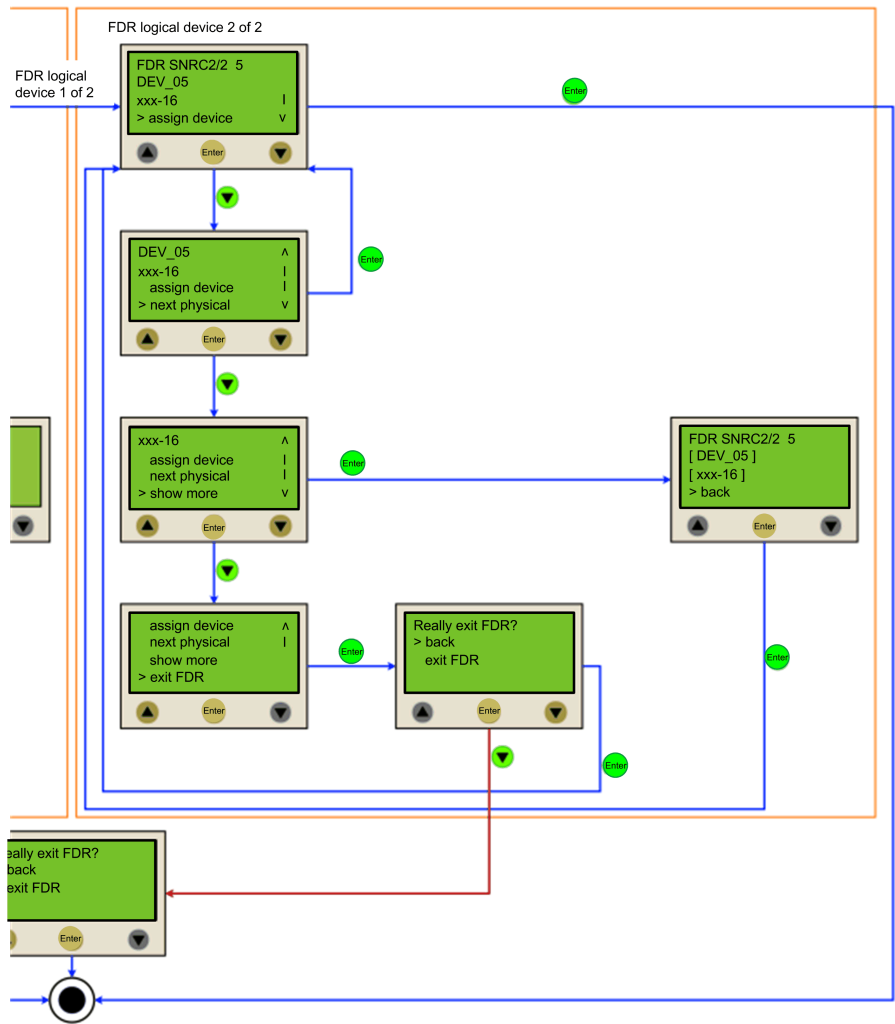 FDR logical device 2 of 2
FDR logical
device 1 of 2
FDR SNRC2/2 5
DEV_05
xxx-16 I
> assign device v
Enter
Enter
DEV_05 ʌ
xxx-16 I
assign device I
> next physical v
Enter
Enter
xxx-16 ʌ
assign device I
next physical I
> show more v
Enter
Enter
FDR SNRC2/2 5
[ DEV_05 ]
[ xxx-16 ]
> back
Enter
Enter
assign device ʌ
next physical I
show more
> exit FDR
Enter
Enter
Really exit FDR?
> back
exit FDR
Enter
Enter
eally exit FDR?
back
exit FDR
Enter